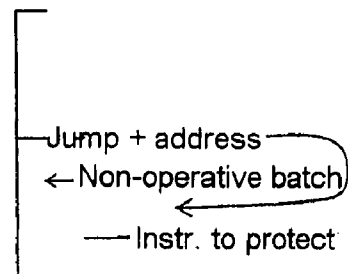 Jump + address
Non-operative batch
Instr. to protect